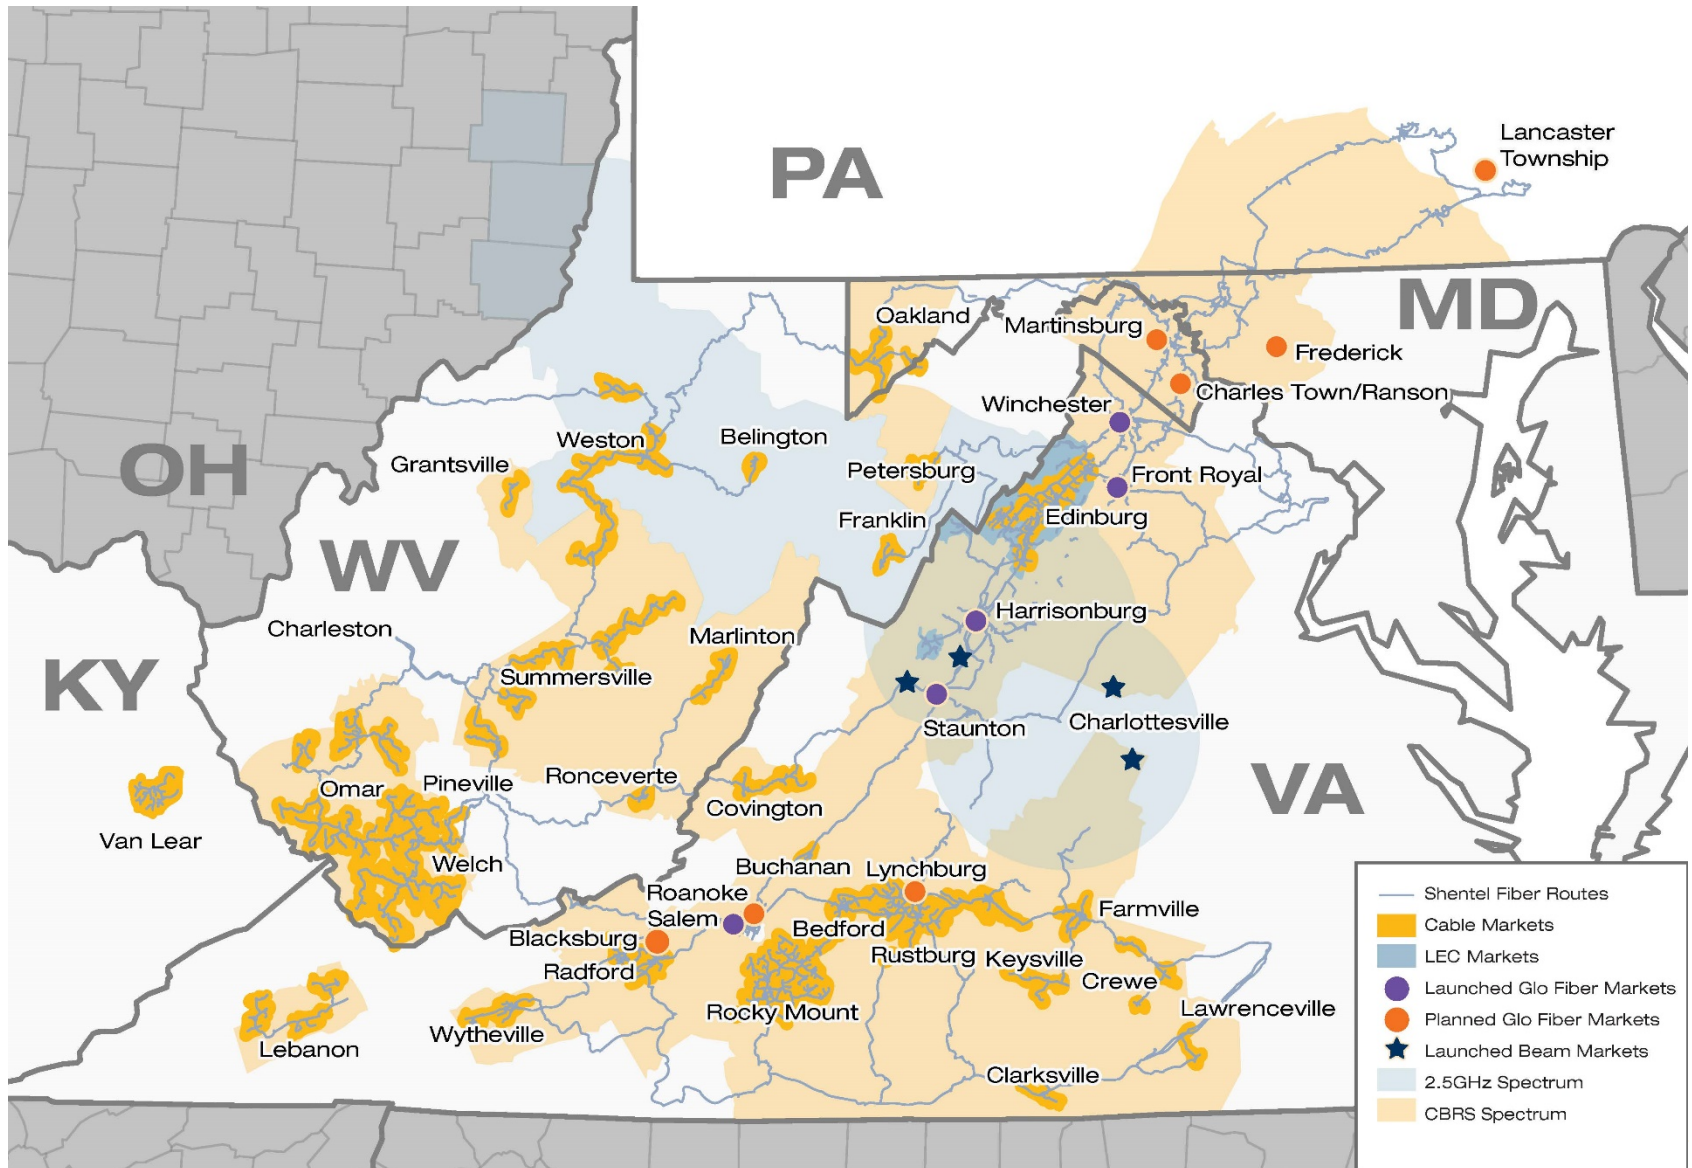 Lancaster
Township
PA
MD
Oakland
Martinsburg
Frederick
Charles Town/Ranson
Winchester
Weston
Belington
Grantsville
Petersburg
Front Royal
OH
Franklin
Edinburg
WV
Harrisonburg
Charleston
Marlinton
KY
Summersville
Charlottesville
Staunton
Omar
Pineville
Ronceverte
Covington
VA
Van Lear
Welch
Buchanan
Lynchburg
Roanoke
Salem
Farmville
Bedford
Blacksburg
Rustburg
Keysville
Radford
Crewe
Rocky Mount
Lawrenceville
Wytheville
Lebanon
Clarksville
Shentel Fiber Routes
Cable Markets
LEC Markets
Launched Glo Fiber Markets
Planned Glo Fiber Markets
Launched Beam Markets
2.5GHz Spectrum
CBRS Spectrum